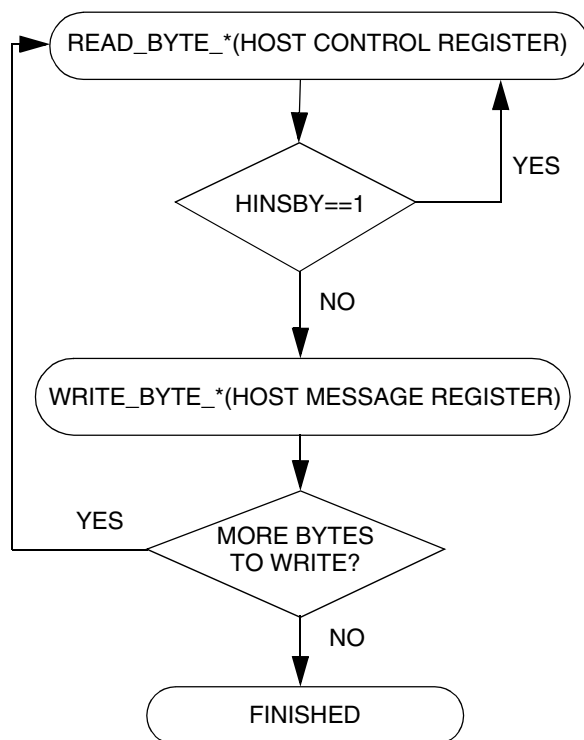 READ_BYTE_*(HOST CONTROL REGISTER)
YES
HINSBY==1
NO
WRITE_BYTE_*(HOST MESSAGE REGISTER)
YES
MORE BYTES
TO WRITE?
NO
FINISHED